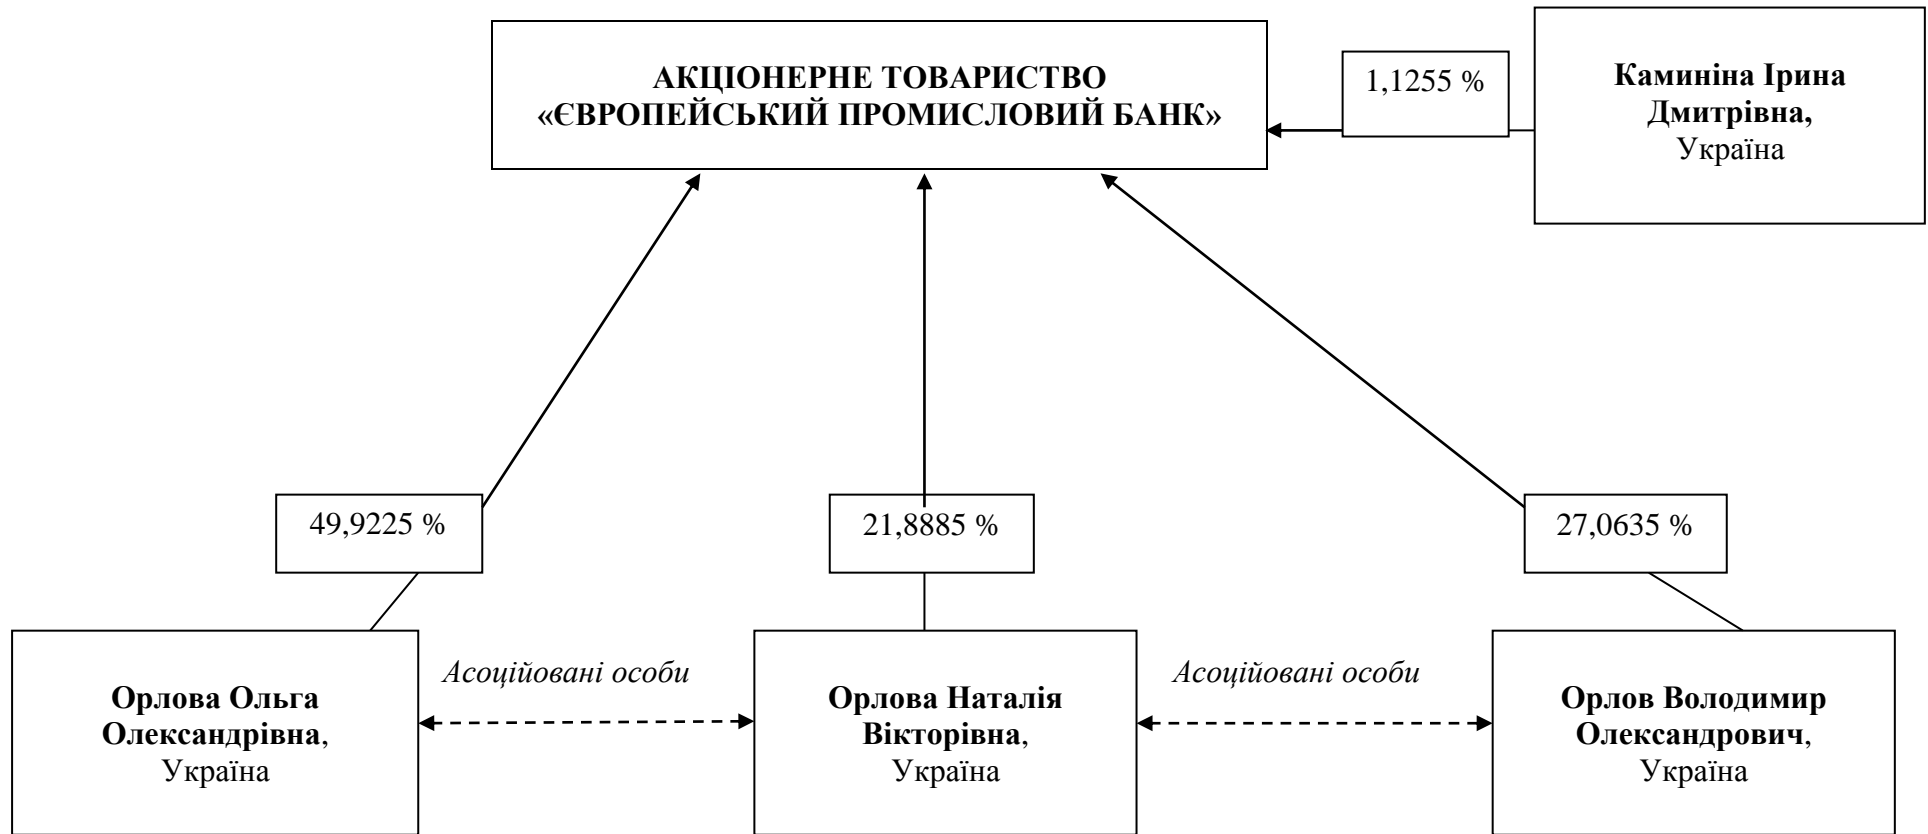 АКЦІОНЕРНЕ ТОВАРИСТВО
«ЄВРОПЕЙСЬКИЙ ПРОМИСЛОВИЙ БАНК»
1,1255 %
Каминіна Ірина
Дмитрівна,
Україна
49,9225 %
21,8885 %
27,0635 %
Орлова Ольга
Олександрівна,
Україна
Асоційовані особи
Орлова Наталія
Вікторівна,
Україна
Асоційовані особи
Орлов Володимир
Олександрович,
Україна